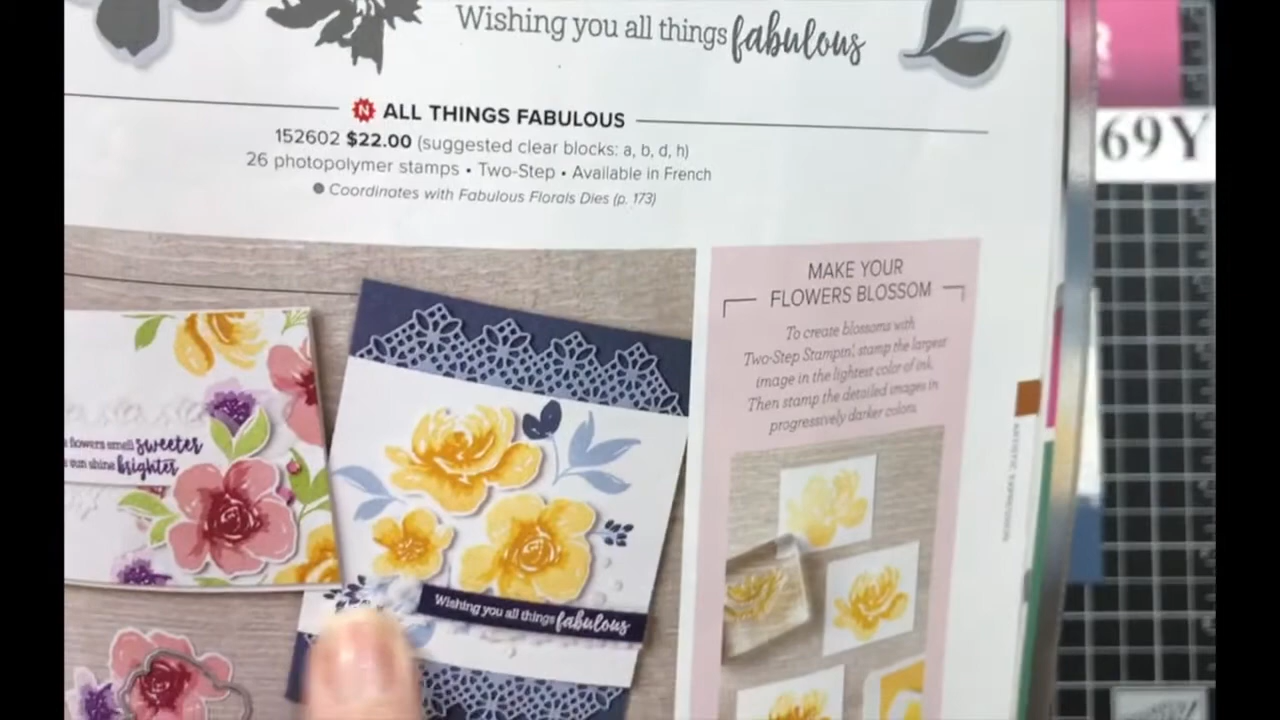 Wishing you all things fabulous
N ALL THINGS FABULOUS
152602 $22.00 (suggested clear blocks: a, b, d, h)
26 photopolymer stamps • Two-Step • Available in French
● Coordinates with Fabulous Florals Dies (p. 173)
flowers smell sweeter
sun shine brighter
Wishing you all things fabulous
MAKE YOUR
FLOWERS BLOSSOM
To create blossoms with
Two-Step Stampin', stamp the largest
image in the lightest color of ink.
Then stamp the detailed images in
progressively darker colors.
R
69Y